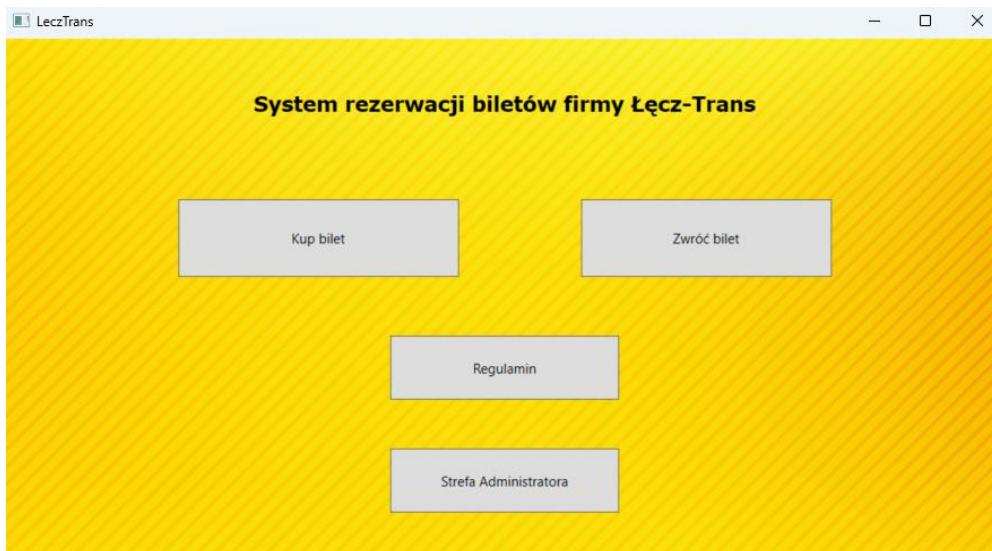 LeczTrans
System rezerwacji biletów firmy Łęcz-Trans
Kup bilet
Zwróć bilet
Regulamin
Strefa Administratora